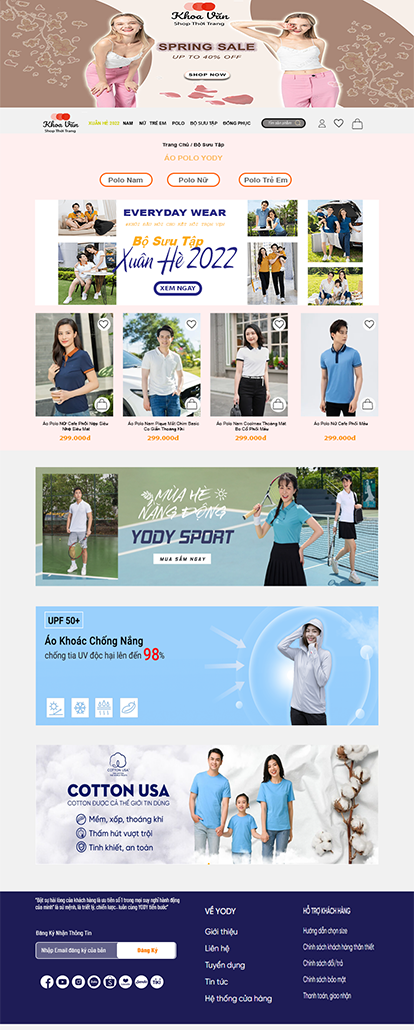 Khoa Văn
Shop Thời Trang
SPRING SALE
UP TO 40% OFF
SHOP NOW
Khoa Văn
Shop Thời Trang
XUÂN HÈ 2022 NAM NỮ TRẺ EM POLO BỘ SƯU TẬP ĐỒNG PHỤC
Trang Chủ / Bộ Sưu Tập
ÁO POLO YODY
Polo Nam Polo Nữ Polo Trẻ Em
EVERYDAY WEAR
Bộ Sưu Tập
Xuân Hè 2022
XEM NGAY
Áo Polo Nữ Cafe Phối Nẹp Siêu
Nhẹ Siêu Mát
299.000đ
Áo Polo Nam Pique Mắt Chim Basic
Co Giãn Thoáng Khí
299.000đ
Áo Polo Nam Coolmax Thoáng Mát
Bo Cổ Phối Màu
299.000đ
Áo Polo Nữ Cafe Phối Màu
299.000đ
MÙA HÈ
NĂNG ĐỘNG
YODY SPORT
MUA SẮM NGAY
UPF 50+
Áo Khoác Chống Nắng
chống tia UV độc hại lên đến 98%
COTTON USA
COTTON USA
COTTON ĐƯỢC CẢ THẾ GIỚI TIN DÙNG
Mềm, xốp, thoáng khí
Thấm hút vượt trội
Tinh khiết, an toàn
"Đặt sự hài lòng của khách hàng là ưu tiên số 1 trong mọi suy nghĩ hành động
của mình" là sứ mệnh, là triết lý, chiến lược.. luôn cùng YODY tiến bước"
Đăng Ký Nhận Thông Tin
Nhập Email đăng ký của bạn Đăng Ký
VỀ YODY
Giới thiệu
Liên hệ
Tuyển dụng
Tin tức
Hệ thống cửa hàng
HỖ TRỢ KHÁCH HÀNG
Hướng dẫn chọn size
Chính sách khách hàng thân thiết
Chính sách đổi/trả
Chính sách bảo mật
Thanh toán, giao nhận